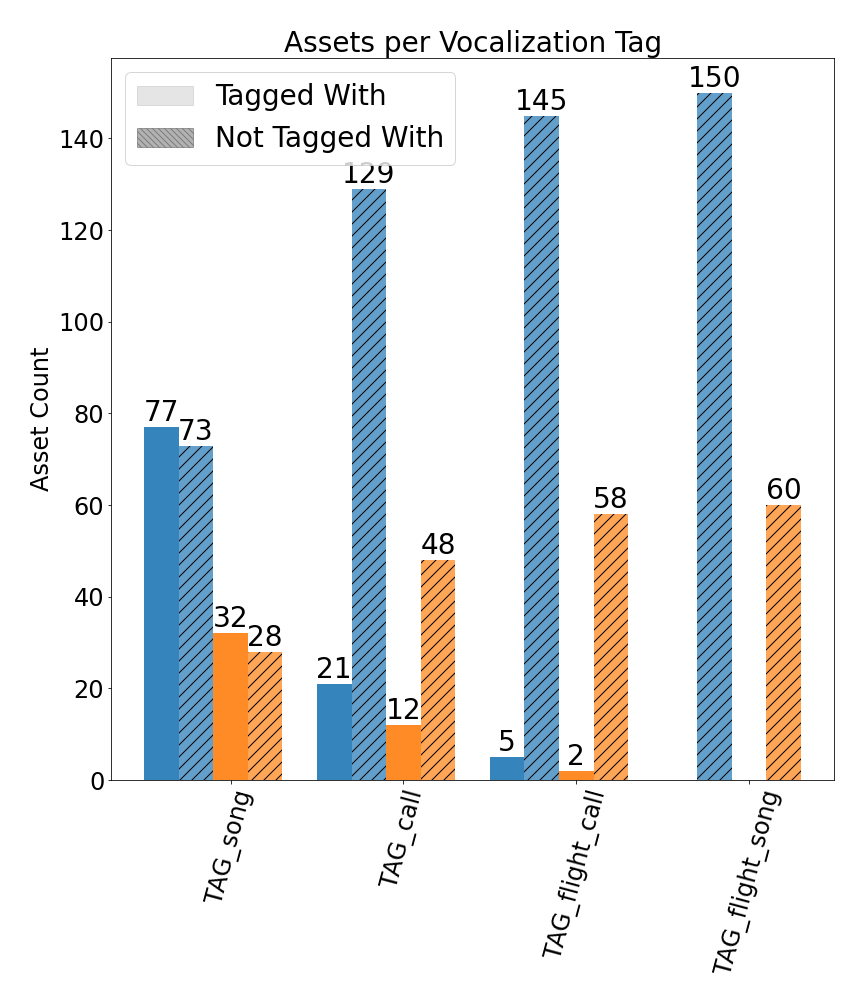 Assets per Vocalization Tag
Tagged With
Not Tagged With
Asset Count
140
120
100
80
60
40
20
0
77
73
32
28
21
129
12
48
5
145
2
58
150
60
TAG_song
TAG_call
TAG_flight_call
TAG_flight_song